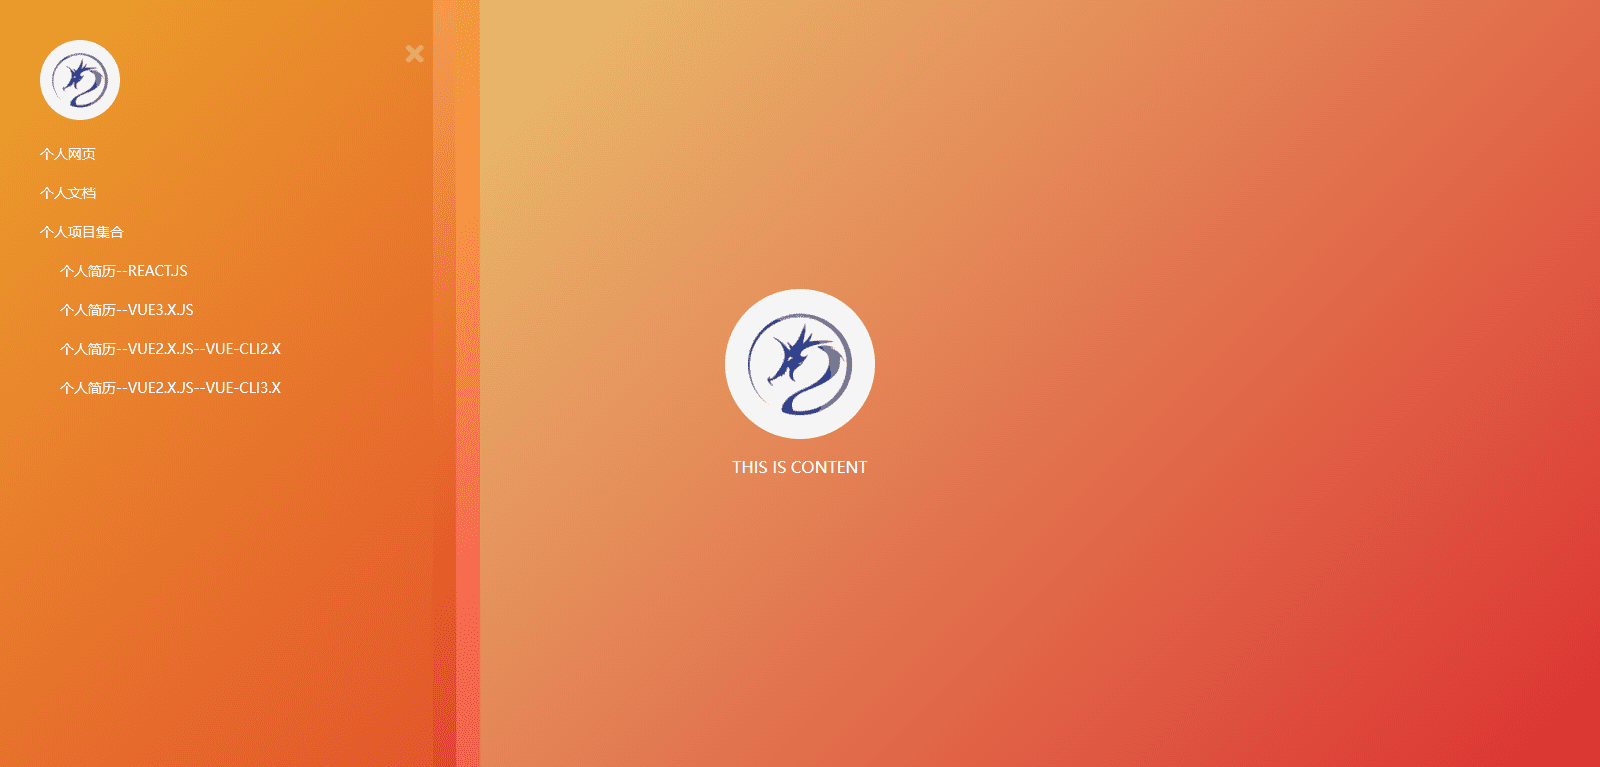 个人网页
个人文档
个人项目集合
个人简历--REACT.JS
个人简历--VUE3.X.JS
个人简历--VUE2.X.JS--VUE-CLI2.X
个人简历--VUE2.X.JS--VUE-CLI3.X
THIS IS CONTENT